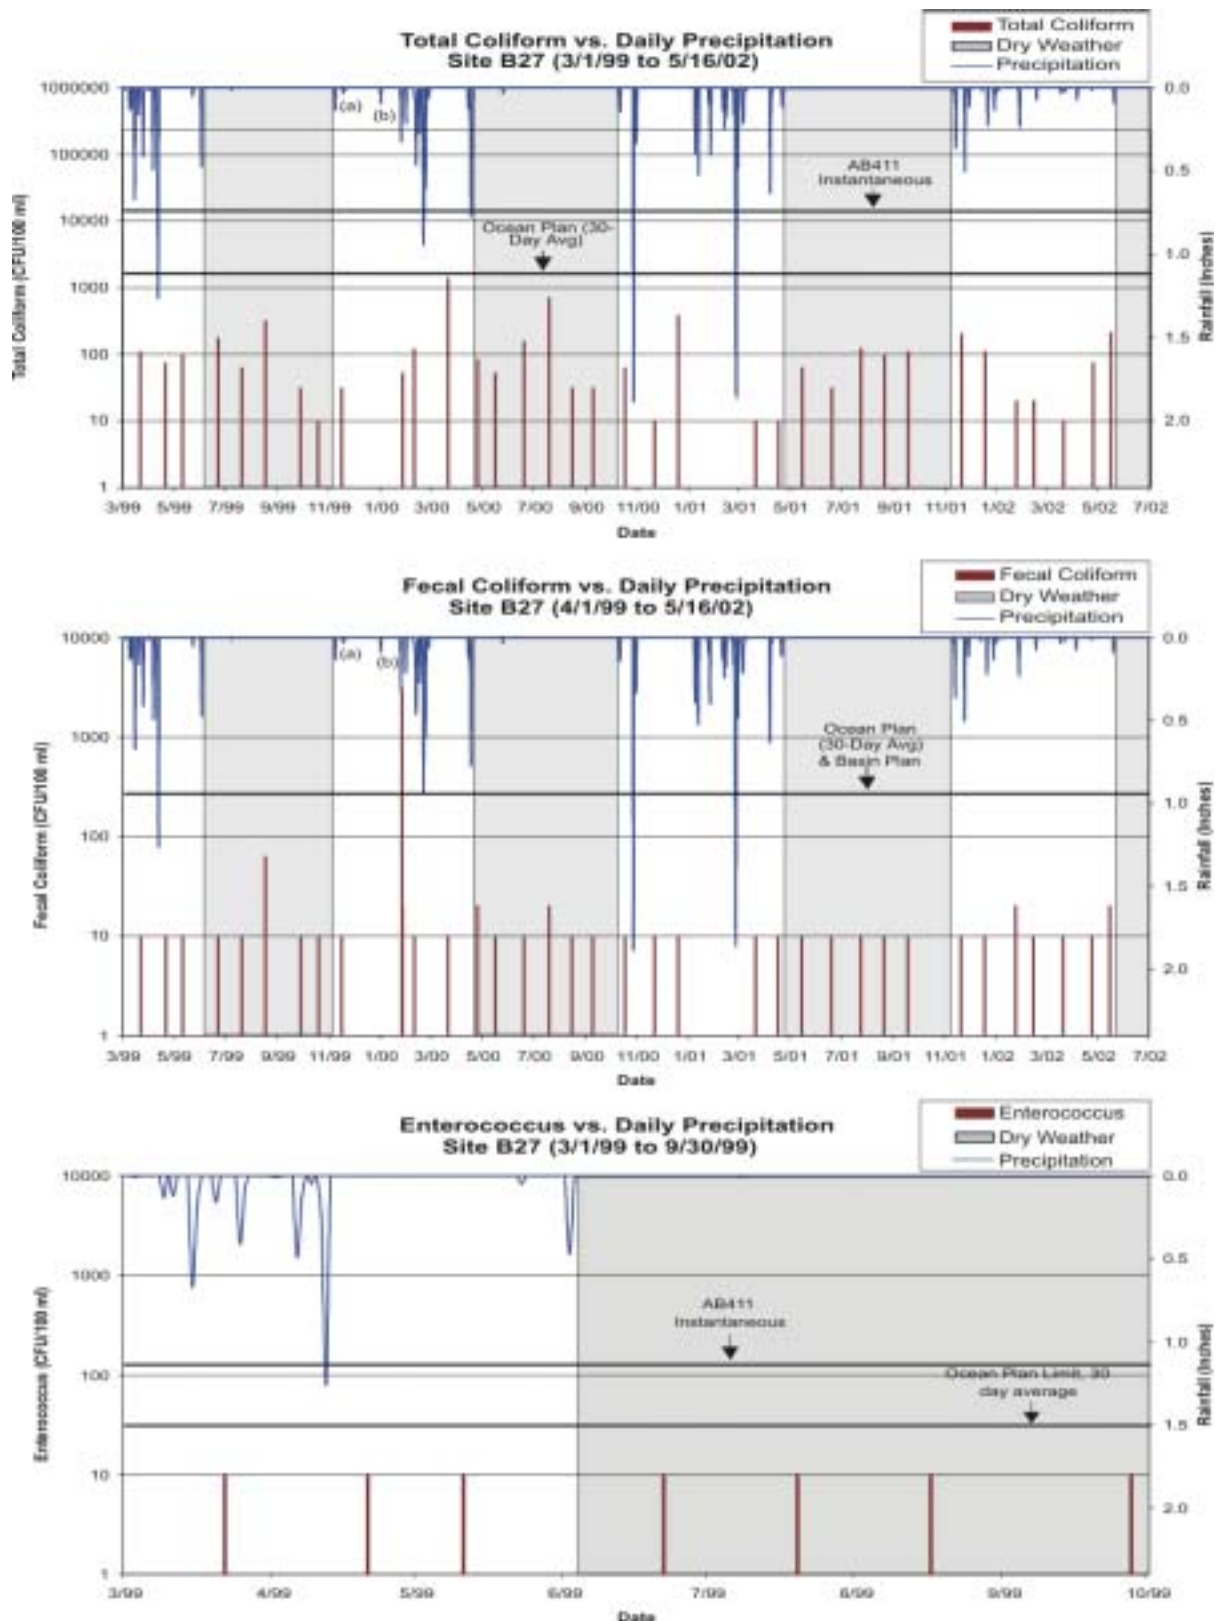 Total Coliform vs. Daily Precipitation
Site B27 (3/1/99 to 5/16/02)
Total Coliform
Dry Weather
Precipitation
1000000
100000
10000
1000
100
10
1
Total Coliform (CFU/100 ml)
(a)
(b)
AB411
Instantaneous
Ocean Plan (30-
Day Avg)
0.0
0.5
1.0
1.5
2.0
Rainfall (Inches)
3/99 5/99 7/99 9/99 11/99 1/00 3/00 5/00 7/00 9/00 11/00 1/01 3/01 5/01 7/01 9/01 11/01 1/02 3/02 5/02 7/02
Date
Fecal Coliform vs. Daily Precipitation
Site B27 (4/1/99 to 5/16/02)
Fecal Coliform
Dry Weather
Precipitation
10000
1000
100
10
1
Fecal Coliform (CFU/100 ml)
(a)
(b)
Ocean Plan
(30-Day Avg)
& Basin Plan
0.0
0.5
1.0
1.5
2.0
Rainfall (Inches)
3/99 5/99 7/99 9/99 11/99 1/00 3/00 5/00 7/00 9/00 11/00 1/01 3/01 5/01 7/01 9/01 11/01 1/02 3/02 5/02 7/02
Date
Enterococcus vs. Daily Precipitation
Site B27 (3/1/99 to 9/30/99)
Enterococcus
Dry Weather
Precipitation
10000
1000
100
10
1
Enterococcus (CFU/100 ml)
AB411
Instantaneous
Ocean Plan Limit, 30
day average
0.0
0.5
1.0
1.5
2.0
Rainfall (Inches)
3/99 4/99 5/99 6/99 7/99 8/99 9/99 10/99
Date